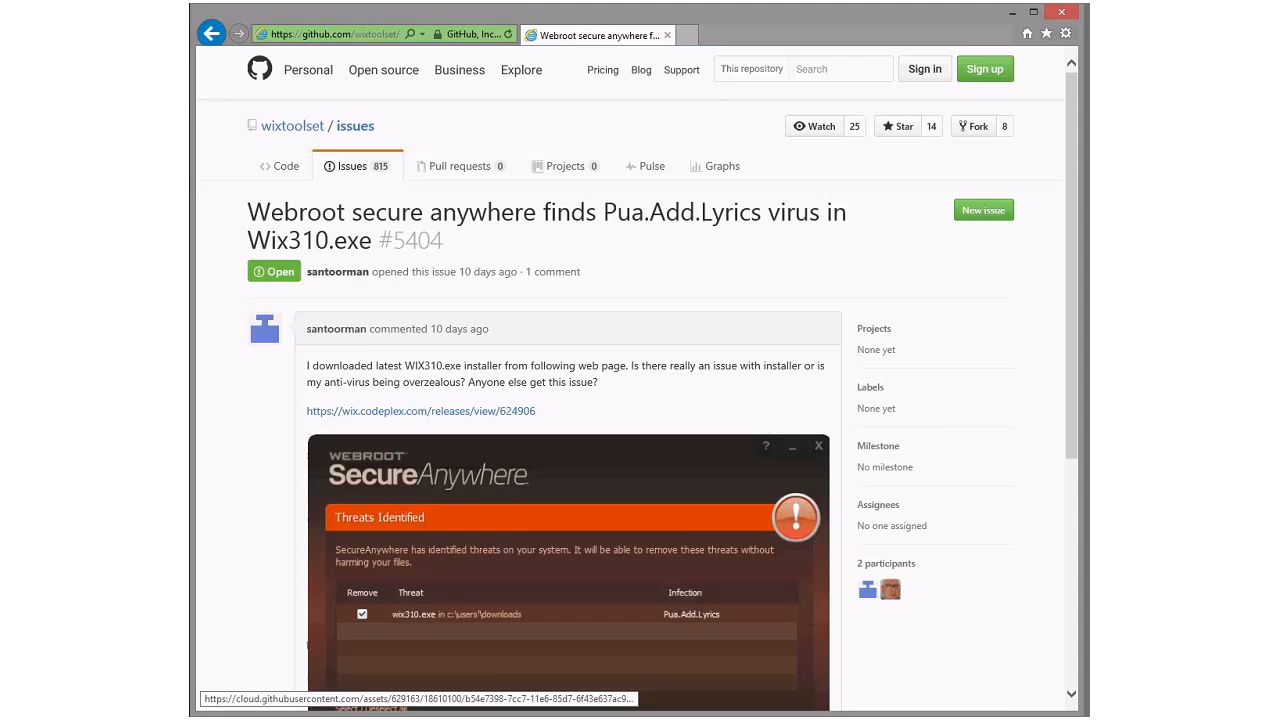 https://github.com/wixtoolset/ GitHub, Inc... Webroot secure anywhere f...
Personal Open source Business Explore Pricing Blog Support This repository Search Sign in Sign up
wixtoolset / issues Watch 25 Star 14 Fork 8
Code Issues 815 Pull requests 0 Projects 0 Pulse Graphs
Webroot secure anywhere finds Pua.Add.Lyrics virus in
Wix310.exe #5404
New issue
Open santoorman opened this issue 10 days ago · 1 comment
santoorman commented 10 days ago
I downloaded latest WIX310.exe installer from following web page. Is there really an issue with installer or is
my anti-virus being overzealous? Anyone else get this issue?
https://wix.codeplex.com/releases/view/624906
WEBROOT
SecureAnywhere
? X
Threats Identified
!
SecureAnywhere has identified threats on your system. It will be able to remove these threats without
harming your files.
Remove Threat Infection
wix310.exe in c:\users\'\downloads Pua.Add.Lyrics
Projects
None yet
Labels
None yet
Milestone
No milestone
Assignees
No one assigned
2 participants
https://cloud.githubusercontent.com/assets/629163/18610100/b54e7398-7cc7-11e6-85d7-6f43e637ac9...